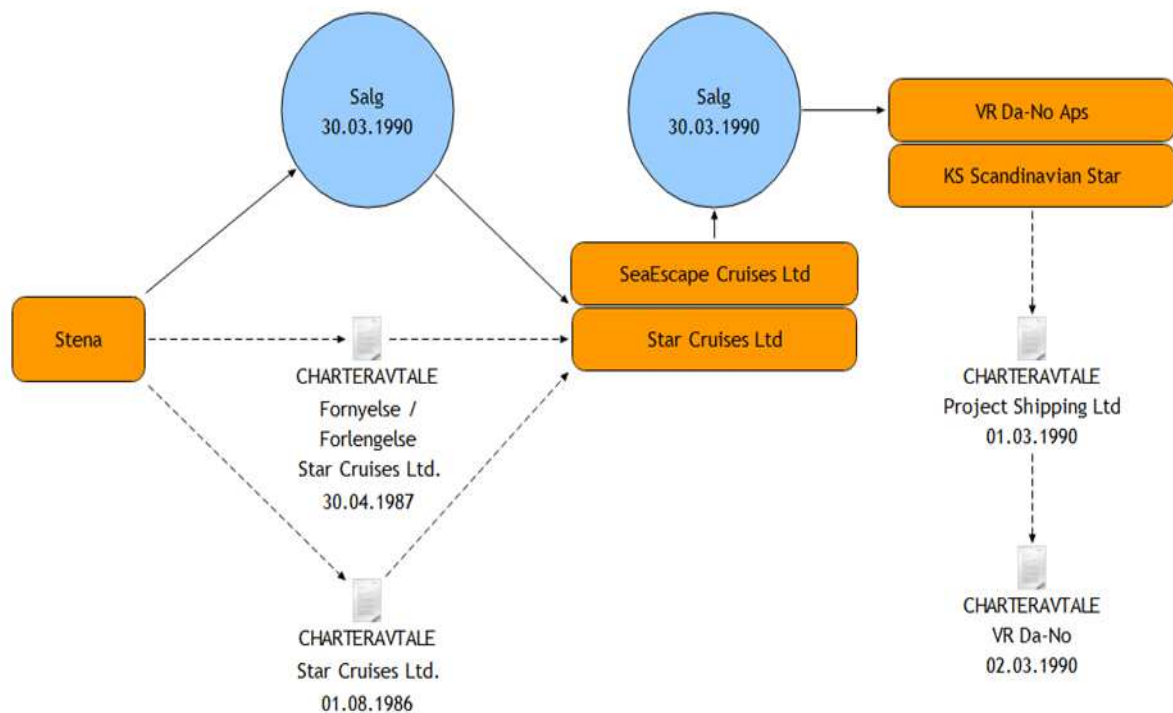 Salg
30.03.1990
Salg
30.03.1990
VR Da-No Aps
KS Scandinavian Star
SeaEscape Cruises Ltd
Star Cruises Ltd
Stena
CHARTERAVTALE
Fornyelse /
Forlengelse
Star Cruises Ltd.
30.04.1987
CHARTERAVTALE
Project Shipping Ltd
01.03.1990
CHARTERAVTALE
Star Cruises Ltd.
01.08.1986
CHARTERAVTALE
VR Da-No
02.03.1990